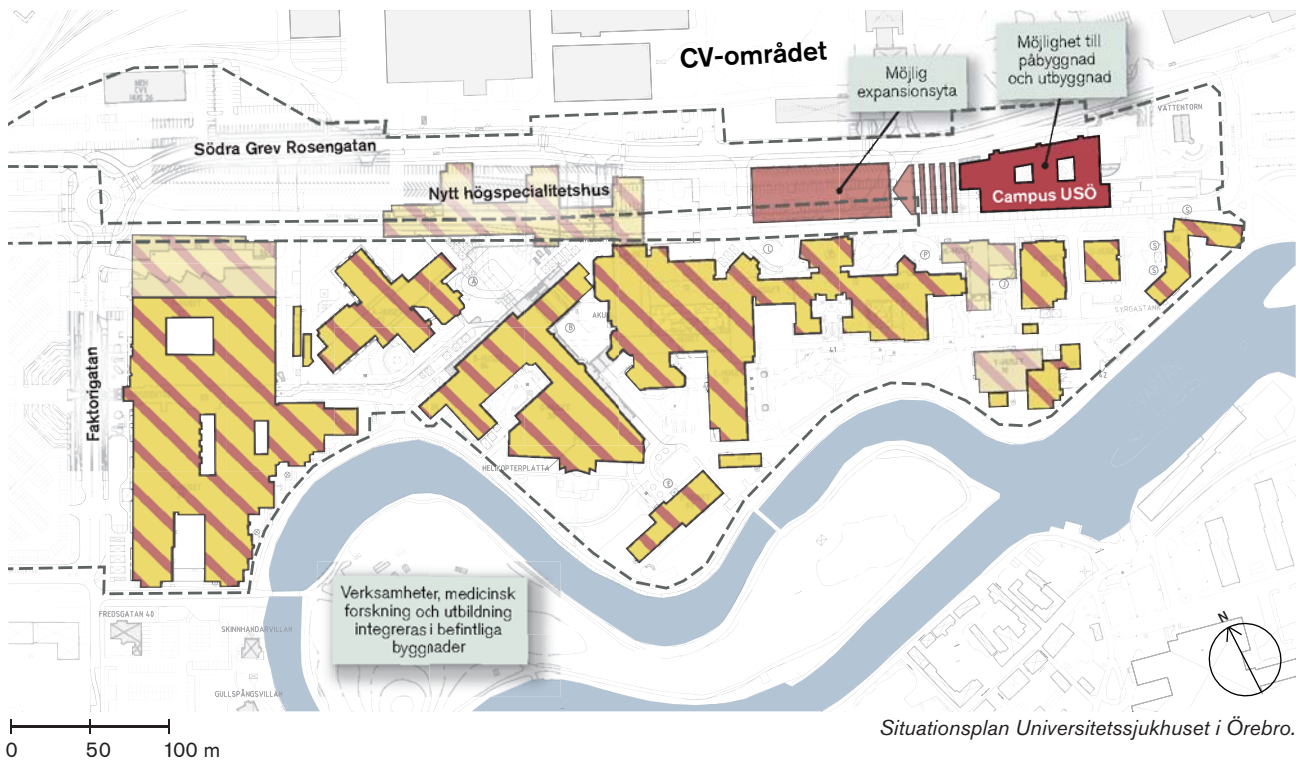 CV-området
Möjlig
expansionsyta
Möjlighet till
påbyggnad
och utbyggnad
VATTENTORN
Södra Grev Rosengatan
Nytt högspecialitetshus
Campus USÖ
Faktorigatan
A
B
I
P
J
S
S
S
E
41
42
SYRGASTANK
HELIKOPTERPLATTA
Verksamheter, medicinsk
forskning och utbildning
integreras i befintliga
byggnader
FREDSGATAN 40
SKINNHANDARVILLAN
GULLSPÅNGSVILLAN
N
0 50 100 m
Situationsplan Universitetssjukhuset i Örebro.